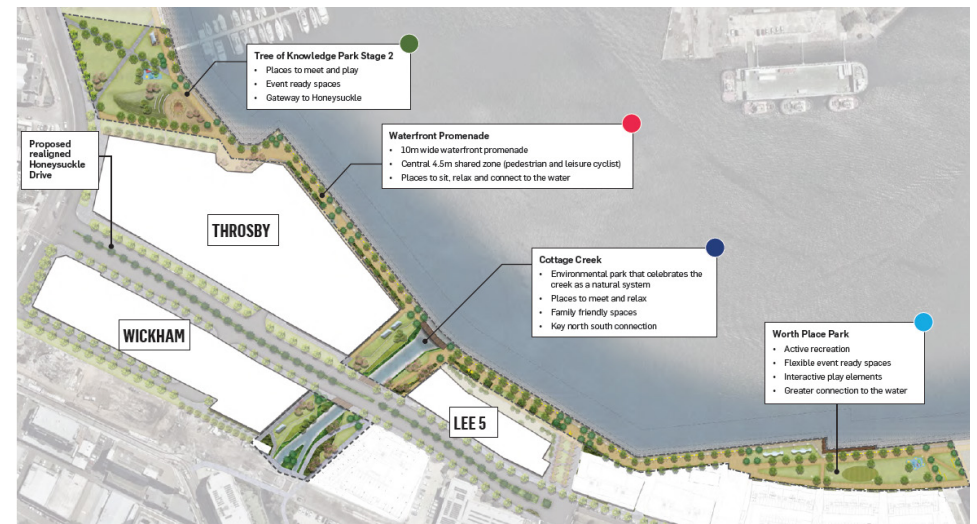 Tree of Knowledge Park Stage 2
• Places to meet and play
• Event ready spaces
• Gateway to Honeysuckle
Waterfront Promenade
• 10m wide waterfront promenade
• Central 4.5m shared zone (pedestrian and leisure cyclist)
• Places to sit, relax and connect to the water
Proposed
realigned
Honeysuckle
Drive
THROSBY
Cottage Creek
• Environmental park that celebrates the
creek as a natural system
• Places to meet and relax
• Family friendly spaces
• Key north south connection
WICKHAM
Worth Place Park
• Active recreation
• Flexible event ready spaces
• Interactive play elements
• Greater connection to the water
LEE 5